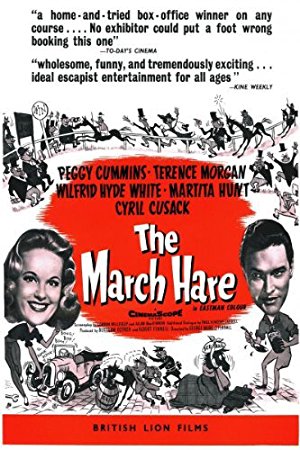 "a home-and-tried box-office winner on any
course.... No exhibitor could put a foot wrong
booking this one"
—TO-DAY'S CINEMA
"wholesome, funny, and tremendously exciting ...
ideal escapist entertainment for all ages"
—KINE WEEKLY
PEGGY CUMMINS · TERENCE MORGAN
WILFRID HYDE WHITE · MARTITA HUNT
CYRIL CUSACK
The
March Hare
CINEMASCOPE
in EASTMAN COLOUR
BRITISH LION FILMS